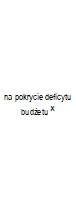 na pokrycie deficytu
budżetu x